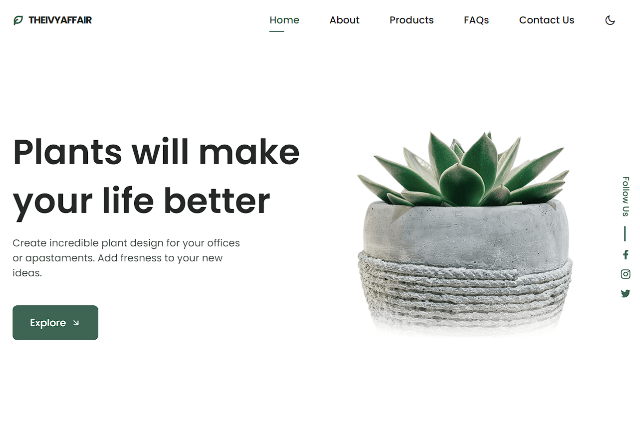 THEIVYAFFAIR
Home About Products FAQs Contact Us
Plants will make
your life better
Create incredible plant design for your offices
or apastaments. Add fresness to your new
ideas.
Explore
Follow Us